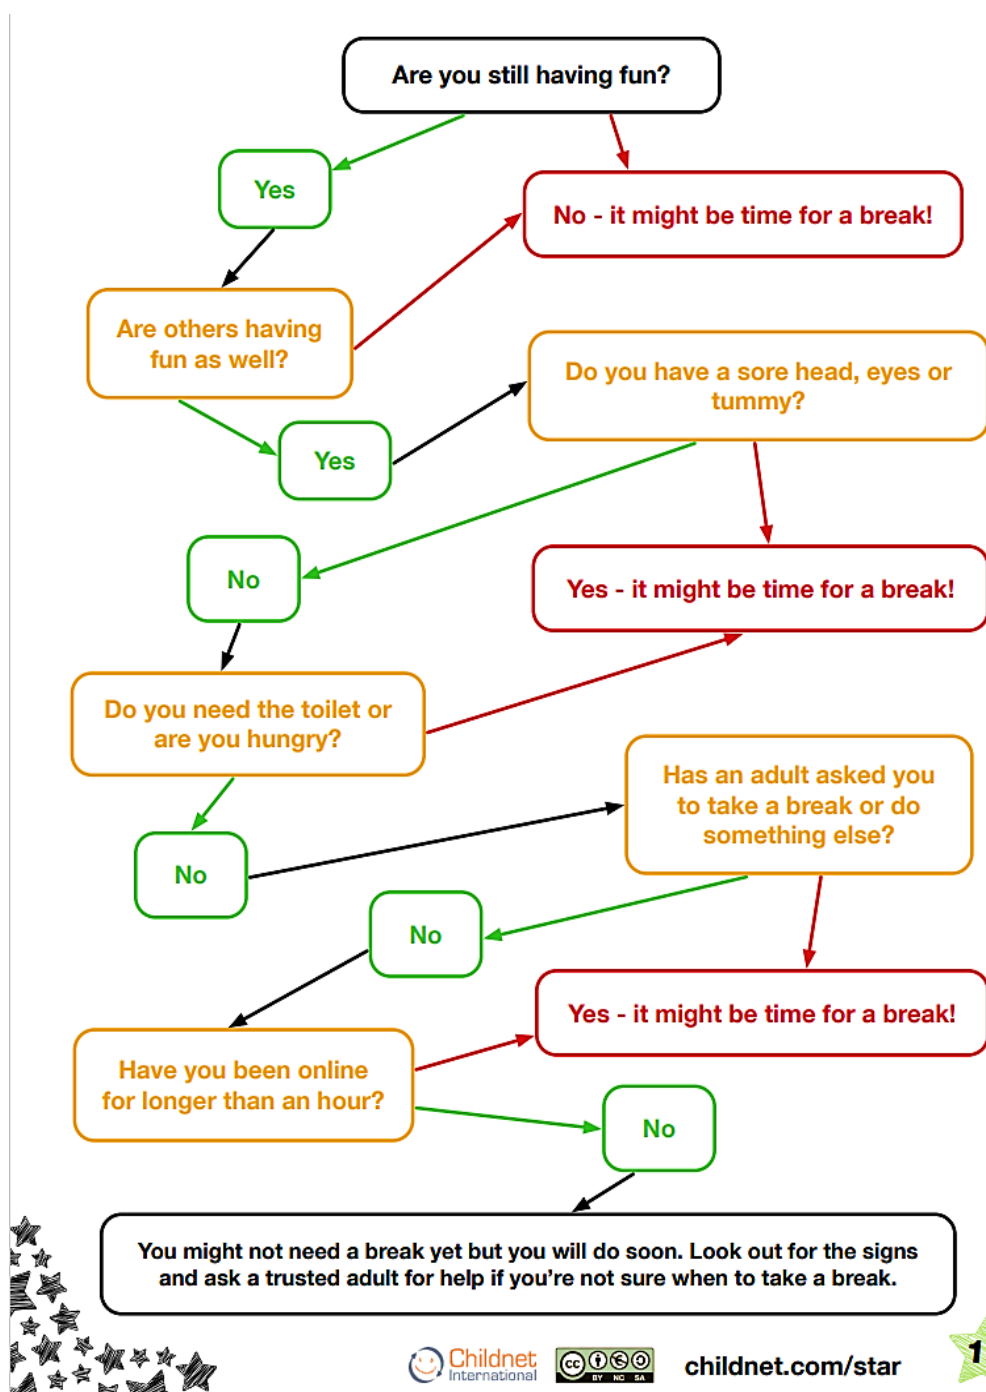 Are you still having fun?
Yes
No - it might be time for a break!
Are others having
fun as well?
Do you have a sore head, eyes or
tummy?
Yes
No
Yes - it might be time for a break!
Do you need the toilet or
are you hungry?
Has an adult asked you
to take a break or do
something else?
No
No
Yes - it might be time for a break!
Have you been online
for longer than an hour?
No
You might not need a break yet but you will do soon. Look out for the signs
and ask a trusted adult for help if you're not sure when to take a break.
Childnet
International
cc
BY NC SA
childnet.com/star
1